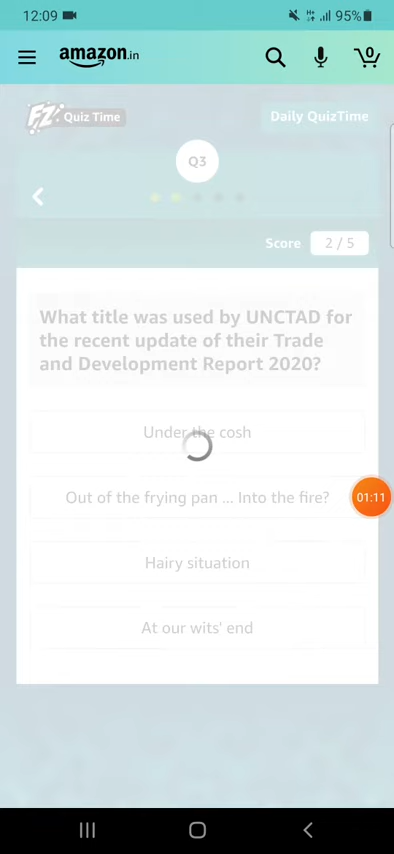 12:09
95%
amazon.in
0
FZ Quiz Time
Daily QuizTime
Q3
Score 2 / 5
What title was used by UNCTAD for
the recent update of their Trade
and Development Report 2020?
Under the cosh
Out of the frying pan ... Into the fire?
01:11
Hairy situation
At our wits' end